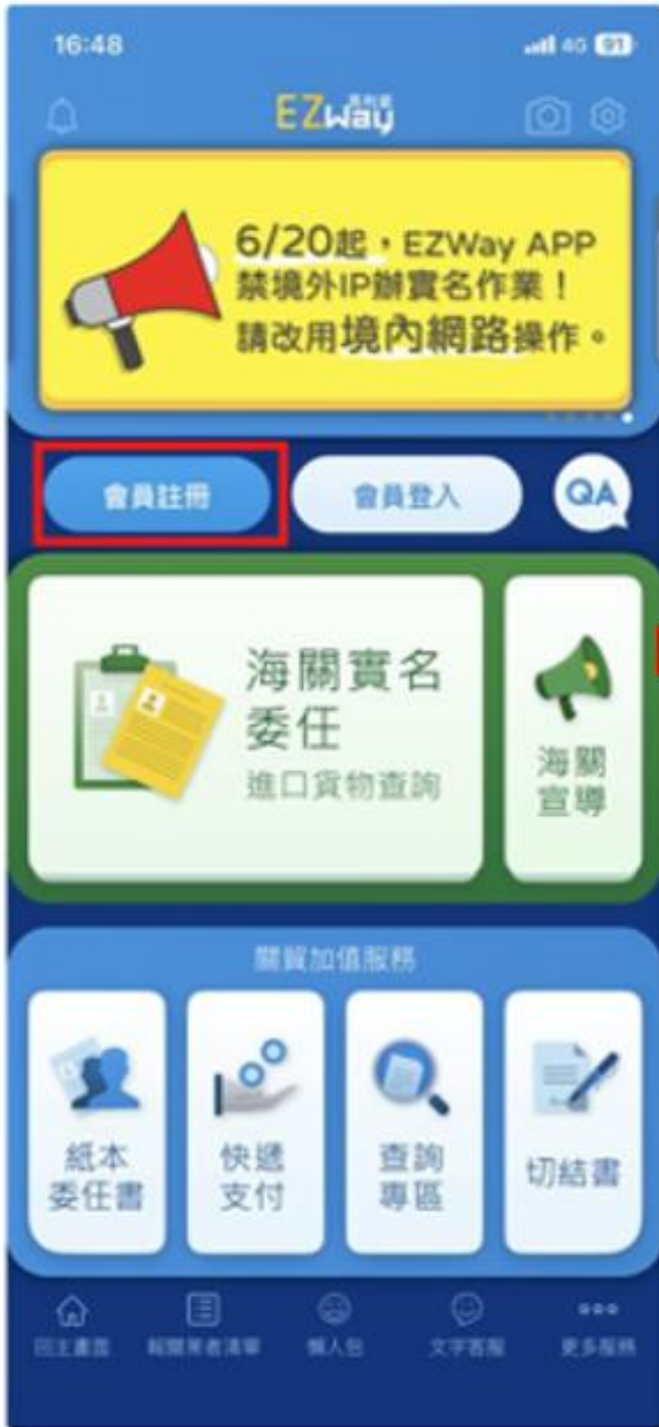 16:48
4G 91
EZWay 易利委
6/20起，EZWay APP
禁境外IP辦實名作業！
請改用境內網路操作。
會員註冊
會員登入
QA
海關實名
委任
進口貨物查詢
海關
宣導
關貿加值服務
紙本
委任書
快遞
支付
查詢
專區
切結書
回主畫面
報關業者清單
懶人包
文字客服
更多服務